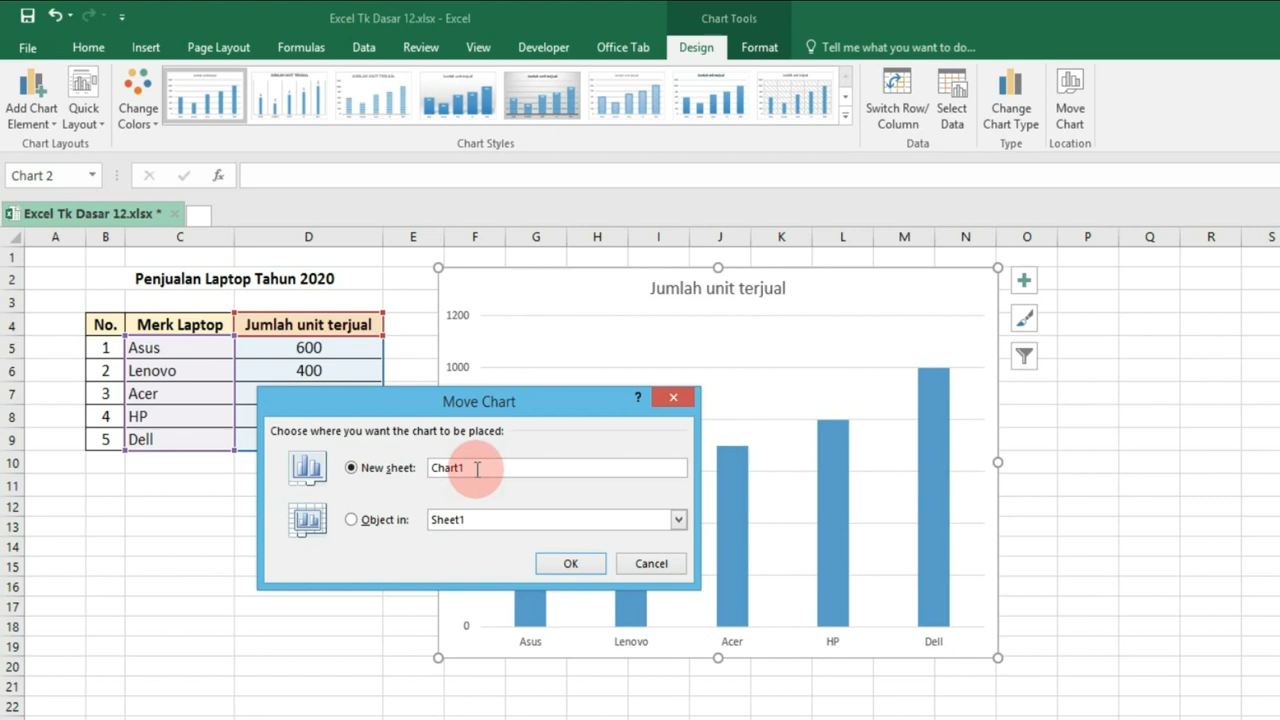 Excel Tk Dasar 12.xlsx - Excel
Chart Tools
File Home Insert Page Layout Formulas Data Review View Developer Office Tab Design Format Tell me what you want to do...
Add Chart Element
Quick Layout
Change Colors
Switch Row/ Column
Select Data
Change Chart Type
Move Chart
Chart Layouts
Chart Styles
Data
Type
Location
Chart 2
fx
Excel Tk Dasar 12.xlsx *
A B C D E F G H I J K L M N O P Q R S
1
2 Penjualan Laptop Tahun 2020
3
4 No. Merk Laptop Jumlah unit terjual
5 1 Asus 600
6 2 Lenovo 400
7 3 Acer
8 4 HP
9 5 Dell
10
11
12
13
14
15
16
17
18
19
20
21
22
Jumlah unit terjual
1200
1000
0
Asus Lenovo Acer HP Dell
Move Chart
?
Choose where you want the chart to be placed:
New sheet: Chart1
Object in: Sheet1
OK Cancel